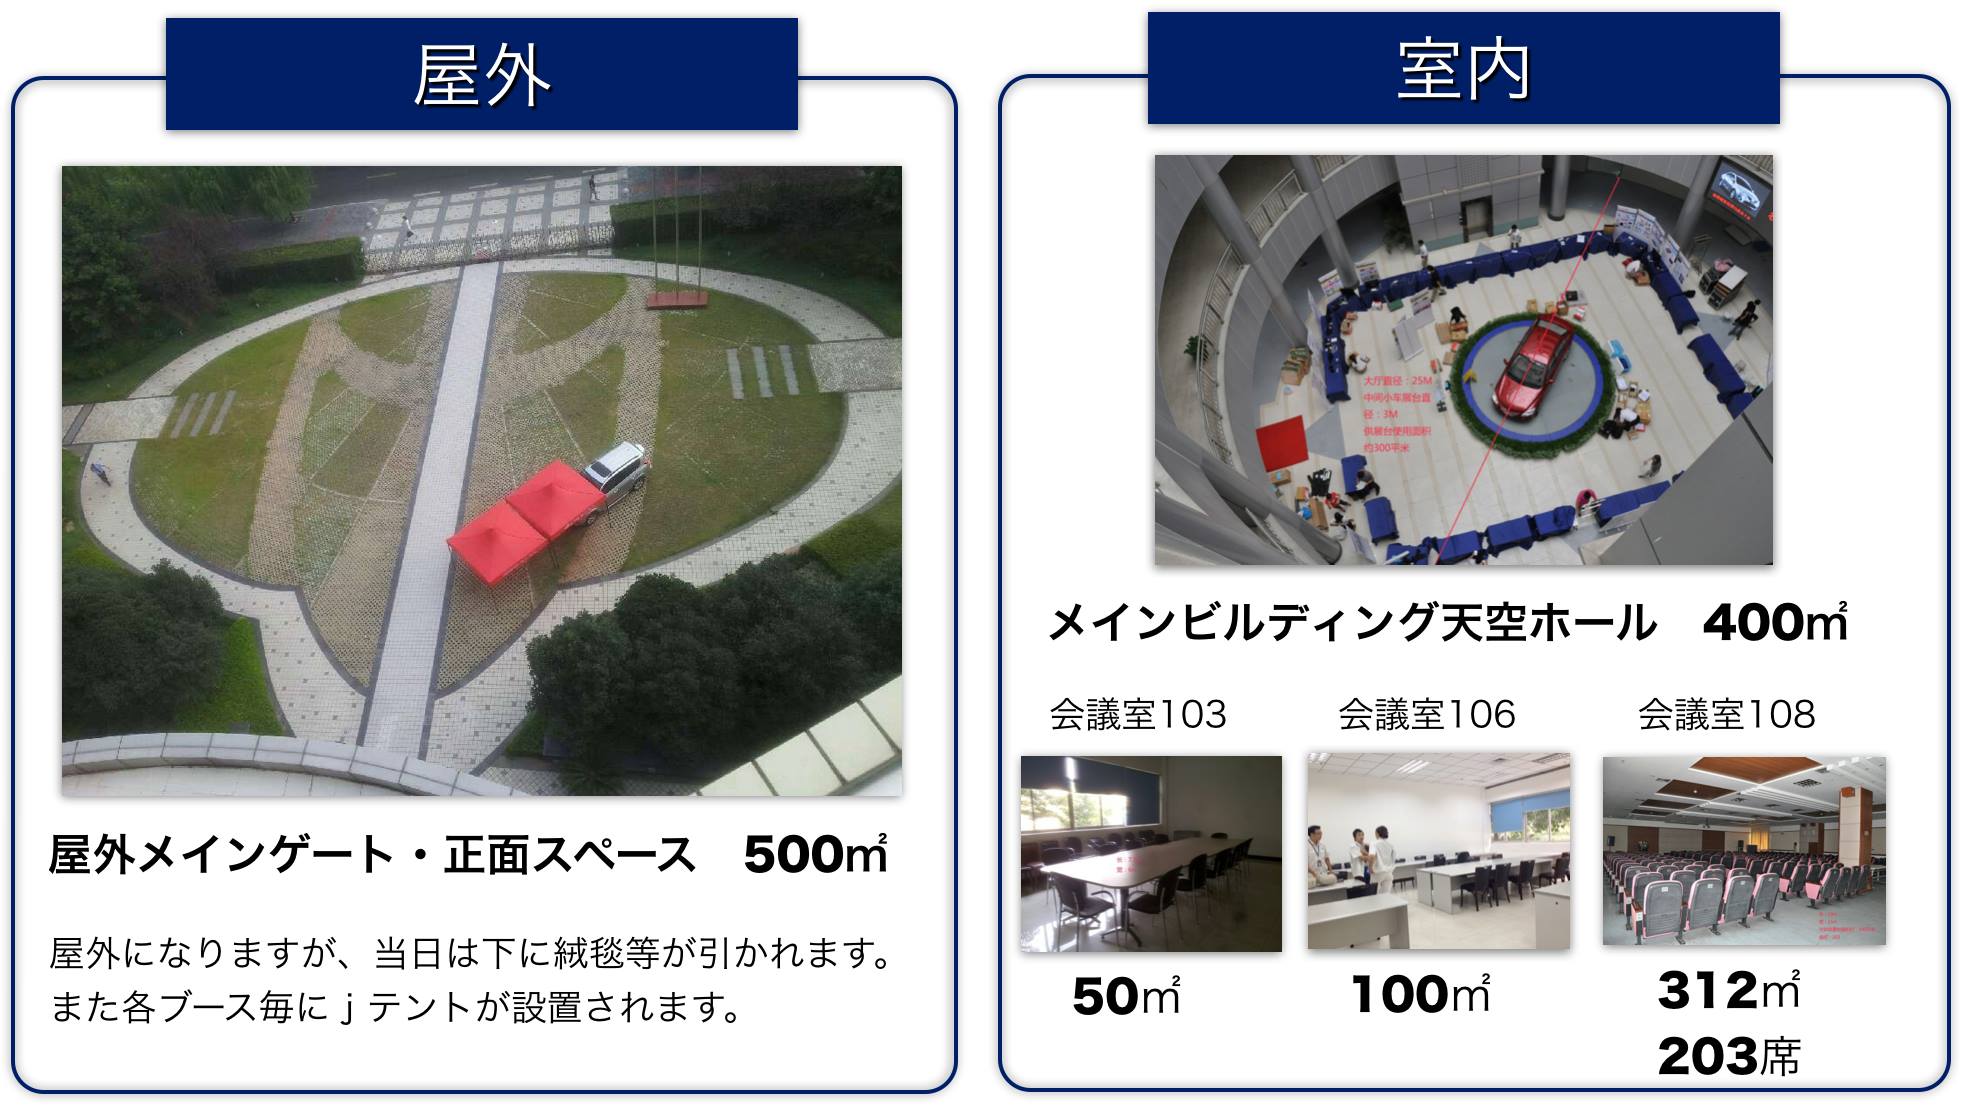 屋外
屋外メインゲート・正面スペース　500㎡
屋外になりますが、当日は下に絨毯等が引かれます。
また各ブース毎にｊテントが設置されます。
室内
大厅直径：25M
中间小车展台直
径：3M
供展台使用面积
约300平米
メインビルディング天空ホール　400㎡
会議室103
会議室106
会議室108
50㎡
100㎡
312㎡
203席